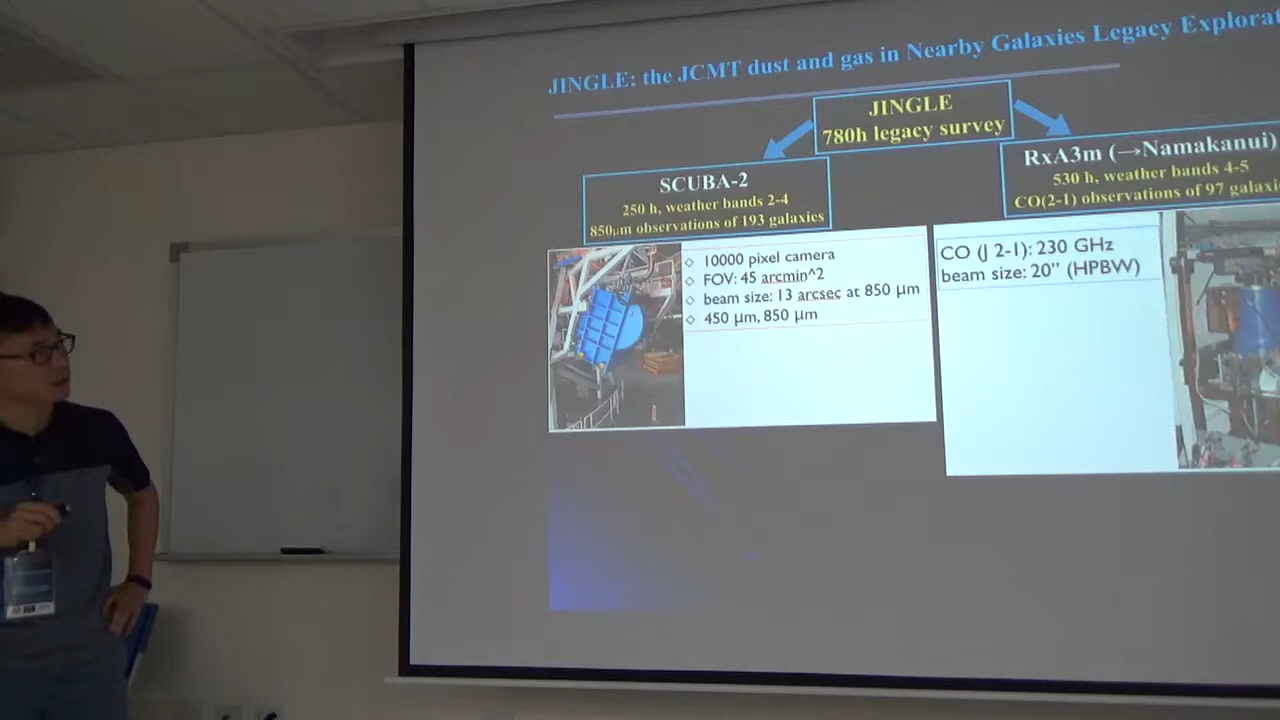 JINGLE: the JCMT dust and gas in Nearby Galaxies Legacy Explorat
JINGLE
780h legacy survey
SCUBA-2
250 h, weather bands 2-4
850μm observations of 193 galaxies
RxA3m (→Namakanui)
530 h, weather bands 4-5
CO(2-1) observations of 97 galaxi
◇ 10000 pixel camera
◇ FOV: 45 arcmin^2
◇ beam size: 13 arcsec at 850 μm
◇ 450 μm, 850 μm
CO (J 2-1): 230 GHz
beam size: 20" (HPBW)